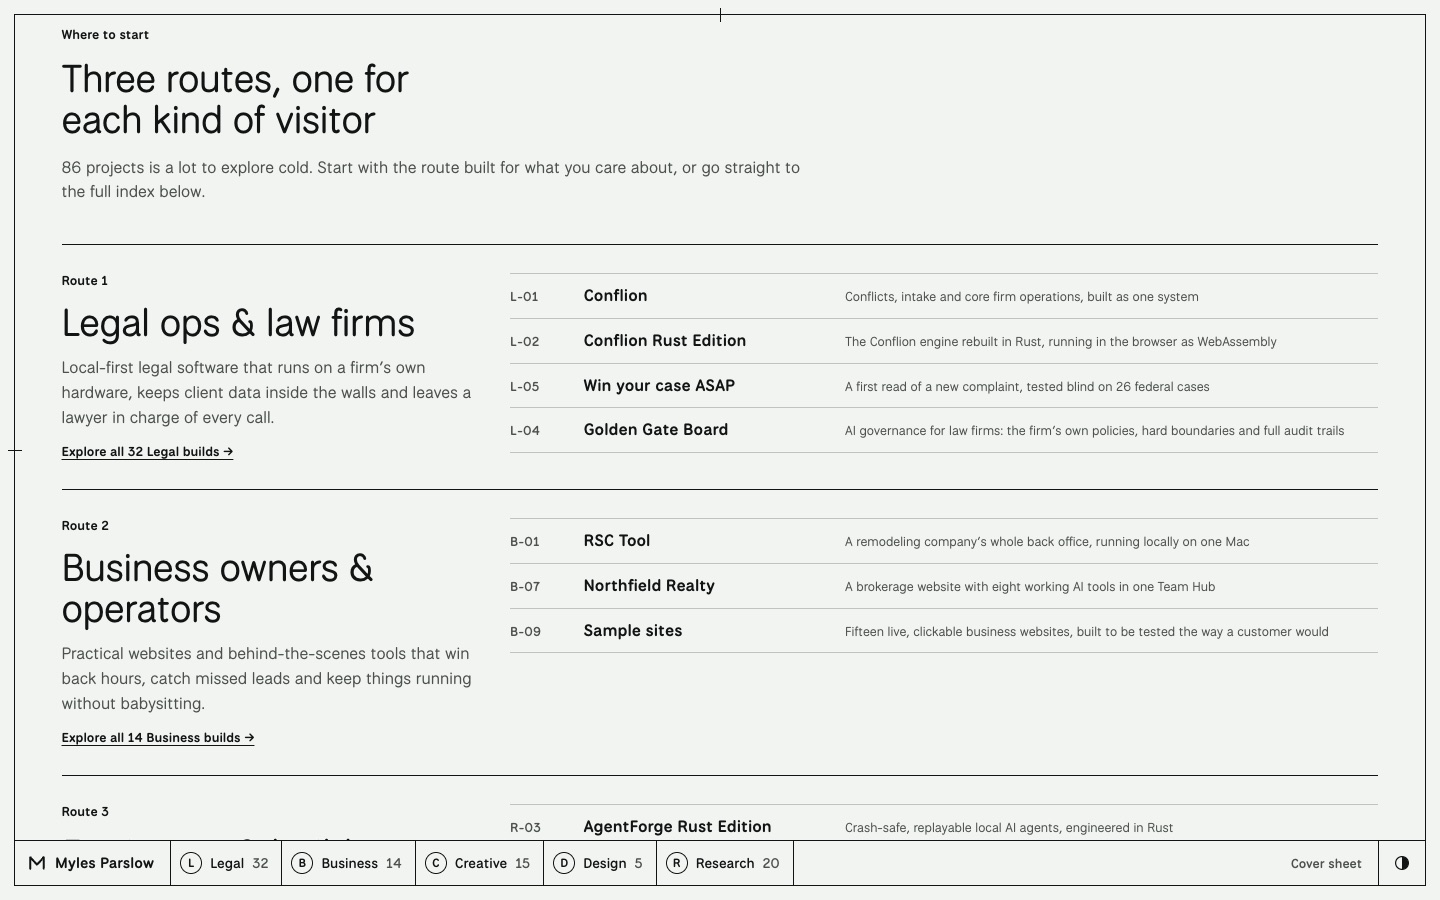 Where to start
Three routes, one for
each kind of visitor
86 projects is a lot to explore cold. Start with the route built for what you care about, or go straight to
the full index below.
Route 1
Legal ops & law firms
Local-first legal software that runs on a firm’s own
hardware, keeps client data inside the walls and leaves a
lawyer in charge of every call.
Explore all 32 Legal builds →
L-01 Conflion Conflicts, intake and core firm operations, built as one system
L-02 Conflion Rust Edition The Conflion engine rebuilt in Rust, running in the browser as WebAssembly
L-05 Win your case ASAP A first read of a new complaint, tested blind on 26 federal cases
L-04 Golden Gate Board AI governance for law firms: the firm’s own policies, hard boundaries and full audit trails
Route 2
Business owners &
operators
Practical websites and behind-the-scenes tools that win
back hours, catch missed leads and keep things running
without babysitting.
Explore all 14 Business builds →
B-01 RSC Tool A remodeling company’s whole back office, running locally on one Mac
B-07 Northfield Realty A brokerage website with eight working AI tools in one Team Hub
B-09 Sample sites Fifteen live, clickable business websites, built to be tested the way a customer would
Route 3
R-03 AgentForge Rust Edition Crash-safe, replayable local AI agents, engineered in Rust
M Myles Parslow L Legal 32 B Business 14 C Creative 15 D Design 5 R Research 20 Cover sheet